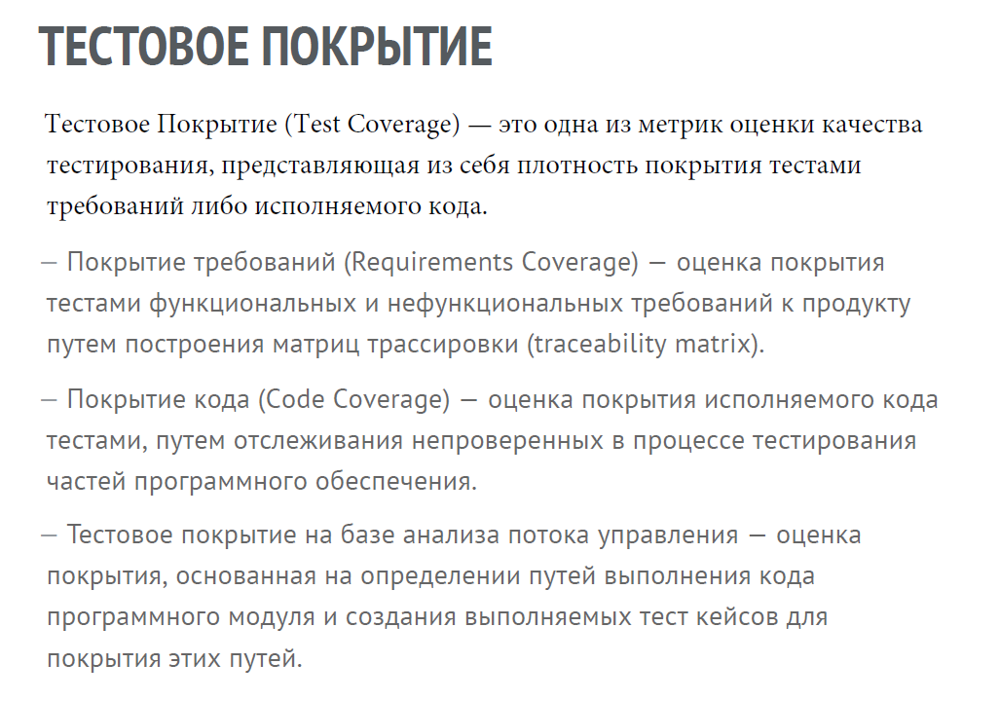 ТЕСТОВОЕ ПОКРЫТИЕ
Тестовое Покрытие (Test Coverage) — это одна из метрик оценки качества
тестирования, представляющая из себя плотность покрытия тестами
требований либо исполняемого кода.
— Покрытие требований (Requirements Coverage) — оценка покрытия
тестами функциональных и нефункциональных требований к продукту
путем построения матриц трассировки (traceability matrix).
— Покрытие кода (Code Coverage) — оценка покрытия исполняемого кода
тестами, путем отслеживания непроверенных в процессе тестирования
частей программного обеспечения.
— Тестовое покрытие на базе анализа потока управления — оценка
покрытия, основанная на определении путей выполнения кода
программного модуля и создания выполняемых тест кейсов для
покрытия этих путей.